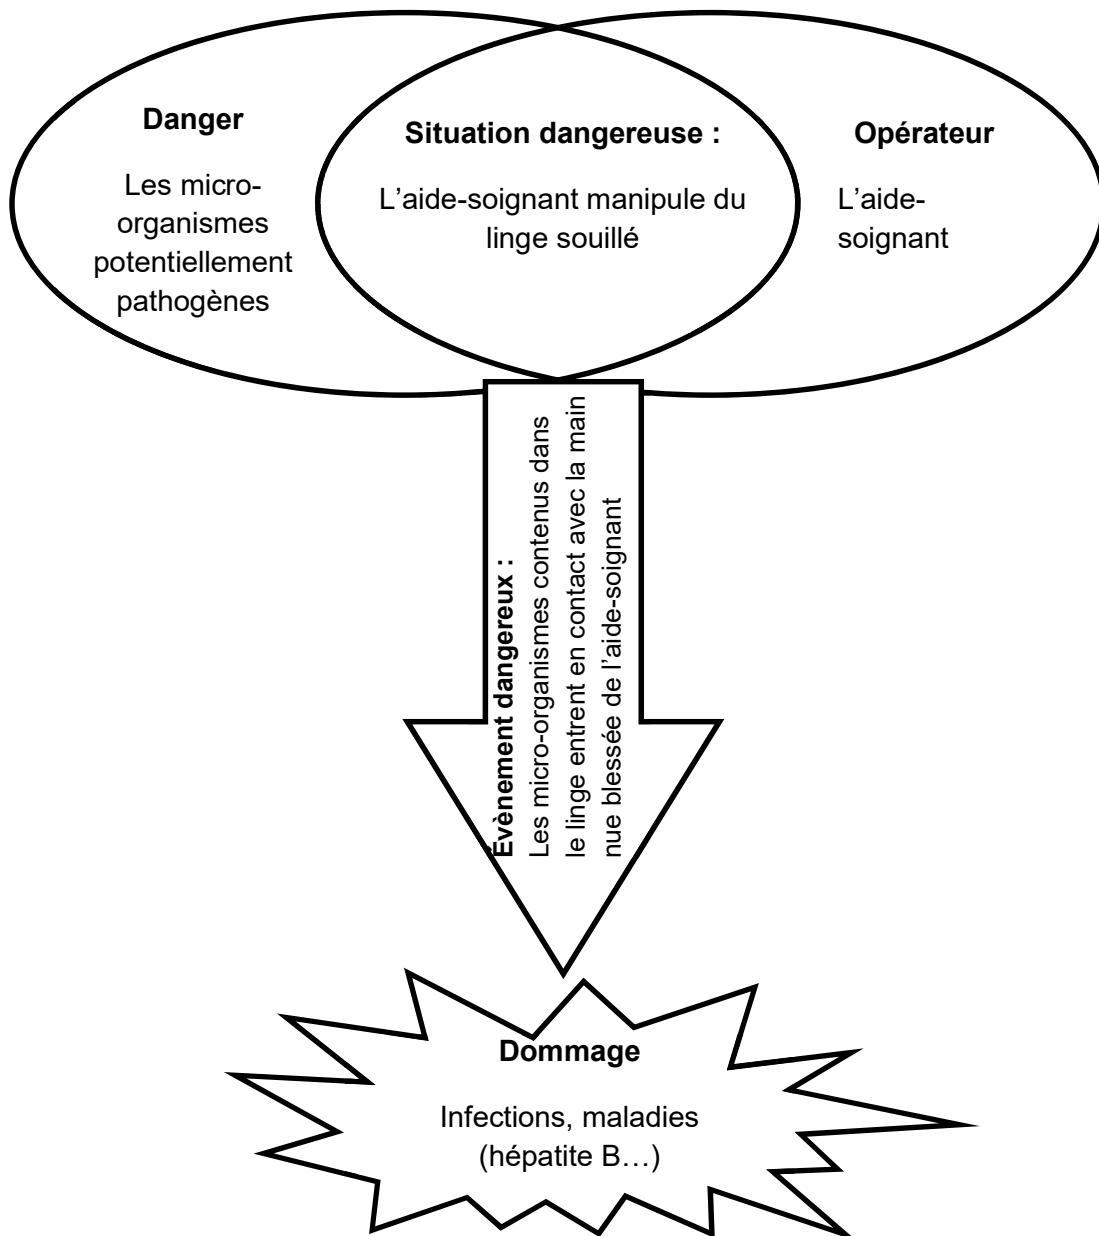 Danger
Les micro-
organismes
potentiellement
pathogènes
Situation dangereuse :
L’aide-soignant manipule du
linge souillé
Opérateur
L’aide-
soignant
Évènement dangereux :
Les micro-organismes contenus dans
le linge entrent en contact avec la main
nue blessée de l’aide-soignant
Dommage
Infections, maladies
(hépatite B…)